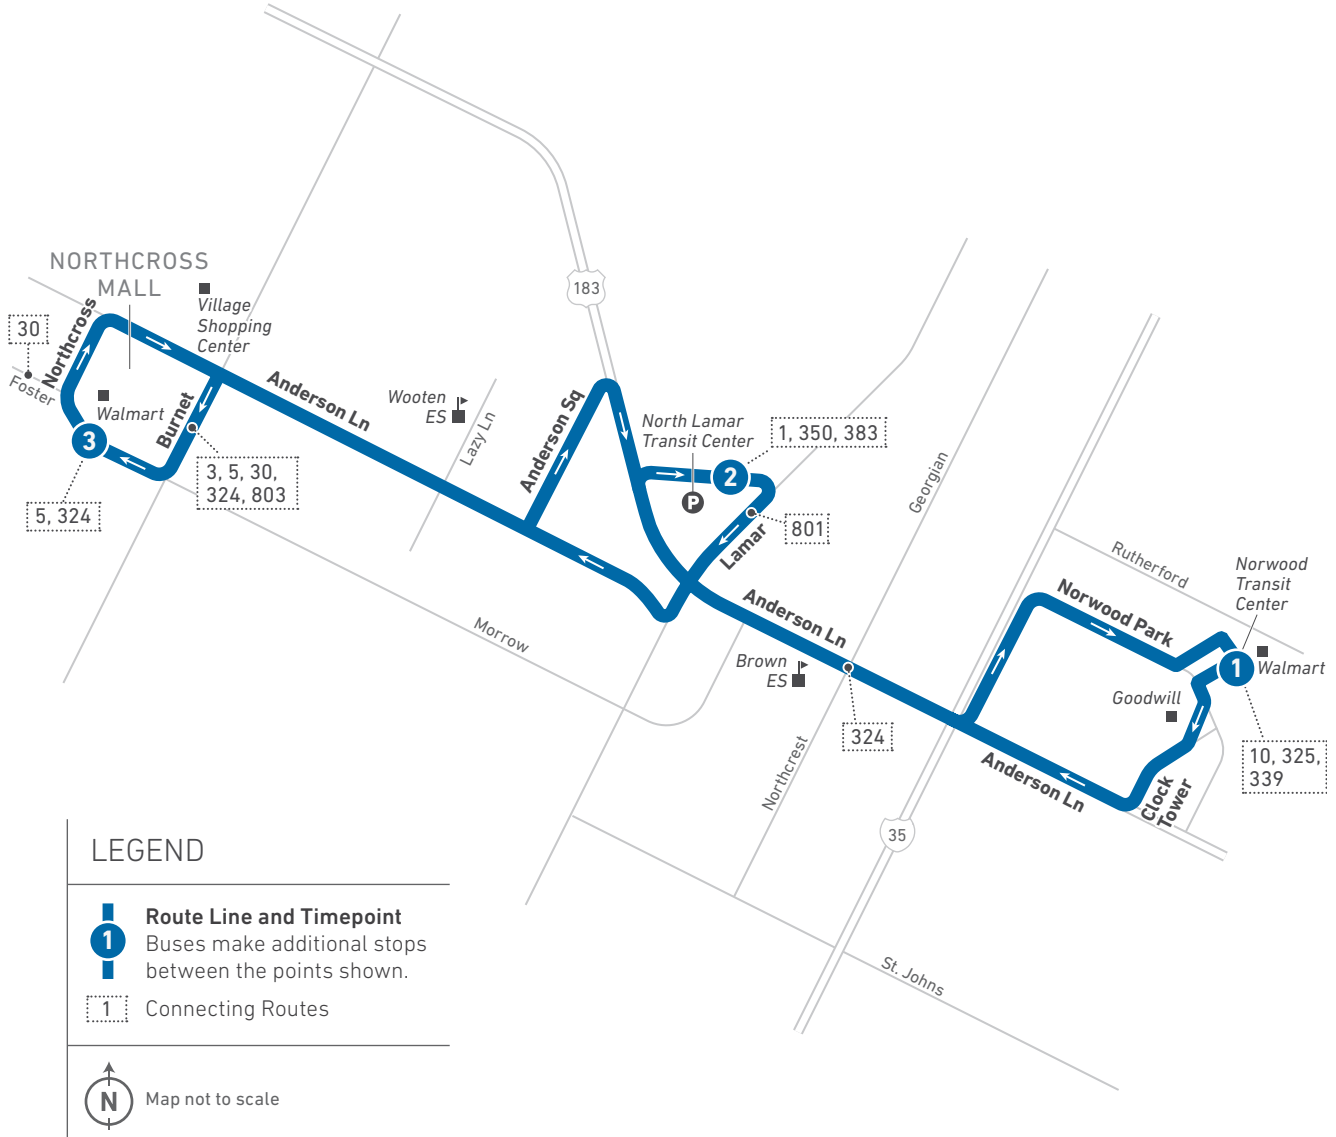 183
NORTHCROSS
MALL
Village
Shopping
Center
30
Foster
Northcross
Walmart
Burnet
3
5, 324
3, 5, 30,
324, 803
Anderson Ln
Wooten
ES
Lazy Ln
Anderson Sq
North Lamar
Transit Center
P
2
1, 350, 383
801
Lamar
Georgian
Morrow
Anderson Ln
Brown
ES
324
Northcrest
Rutherford
Norwood
Transit
Center
Norwood Park
1
Walmart
Goodwill
10, 325,
339
Anderson Ln
Clock
Tower
35
St. Johns
LEGEND
1
Route Line and Timepoint
Buses make additional stops
between the points shown.
1
Connecting Routes
N
Map not to scale